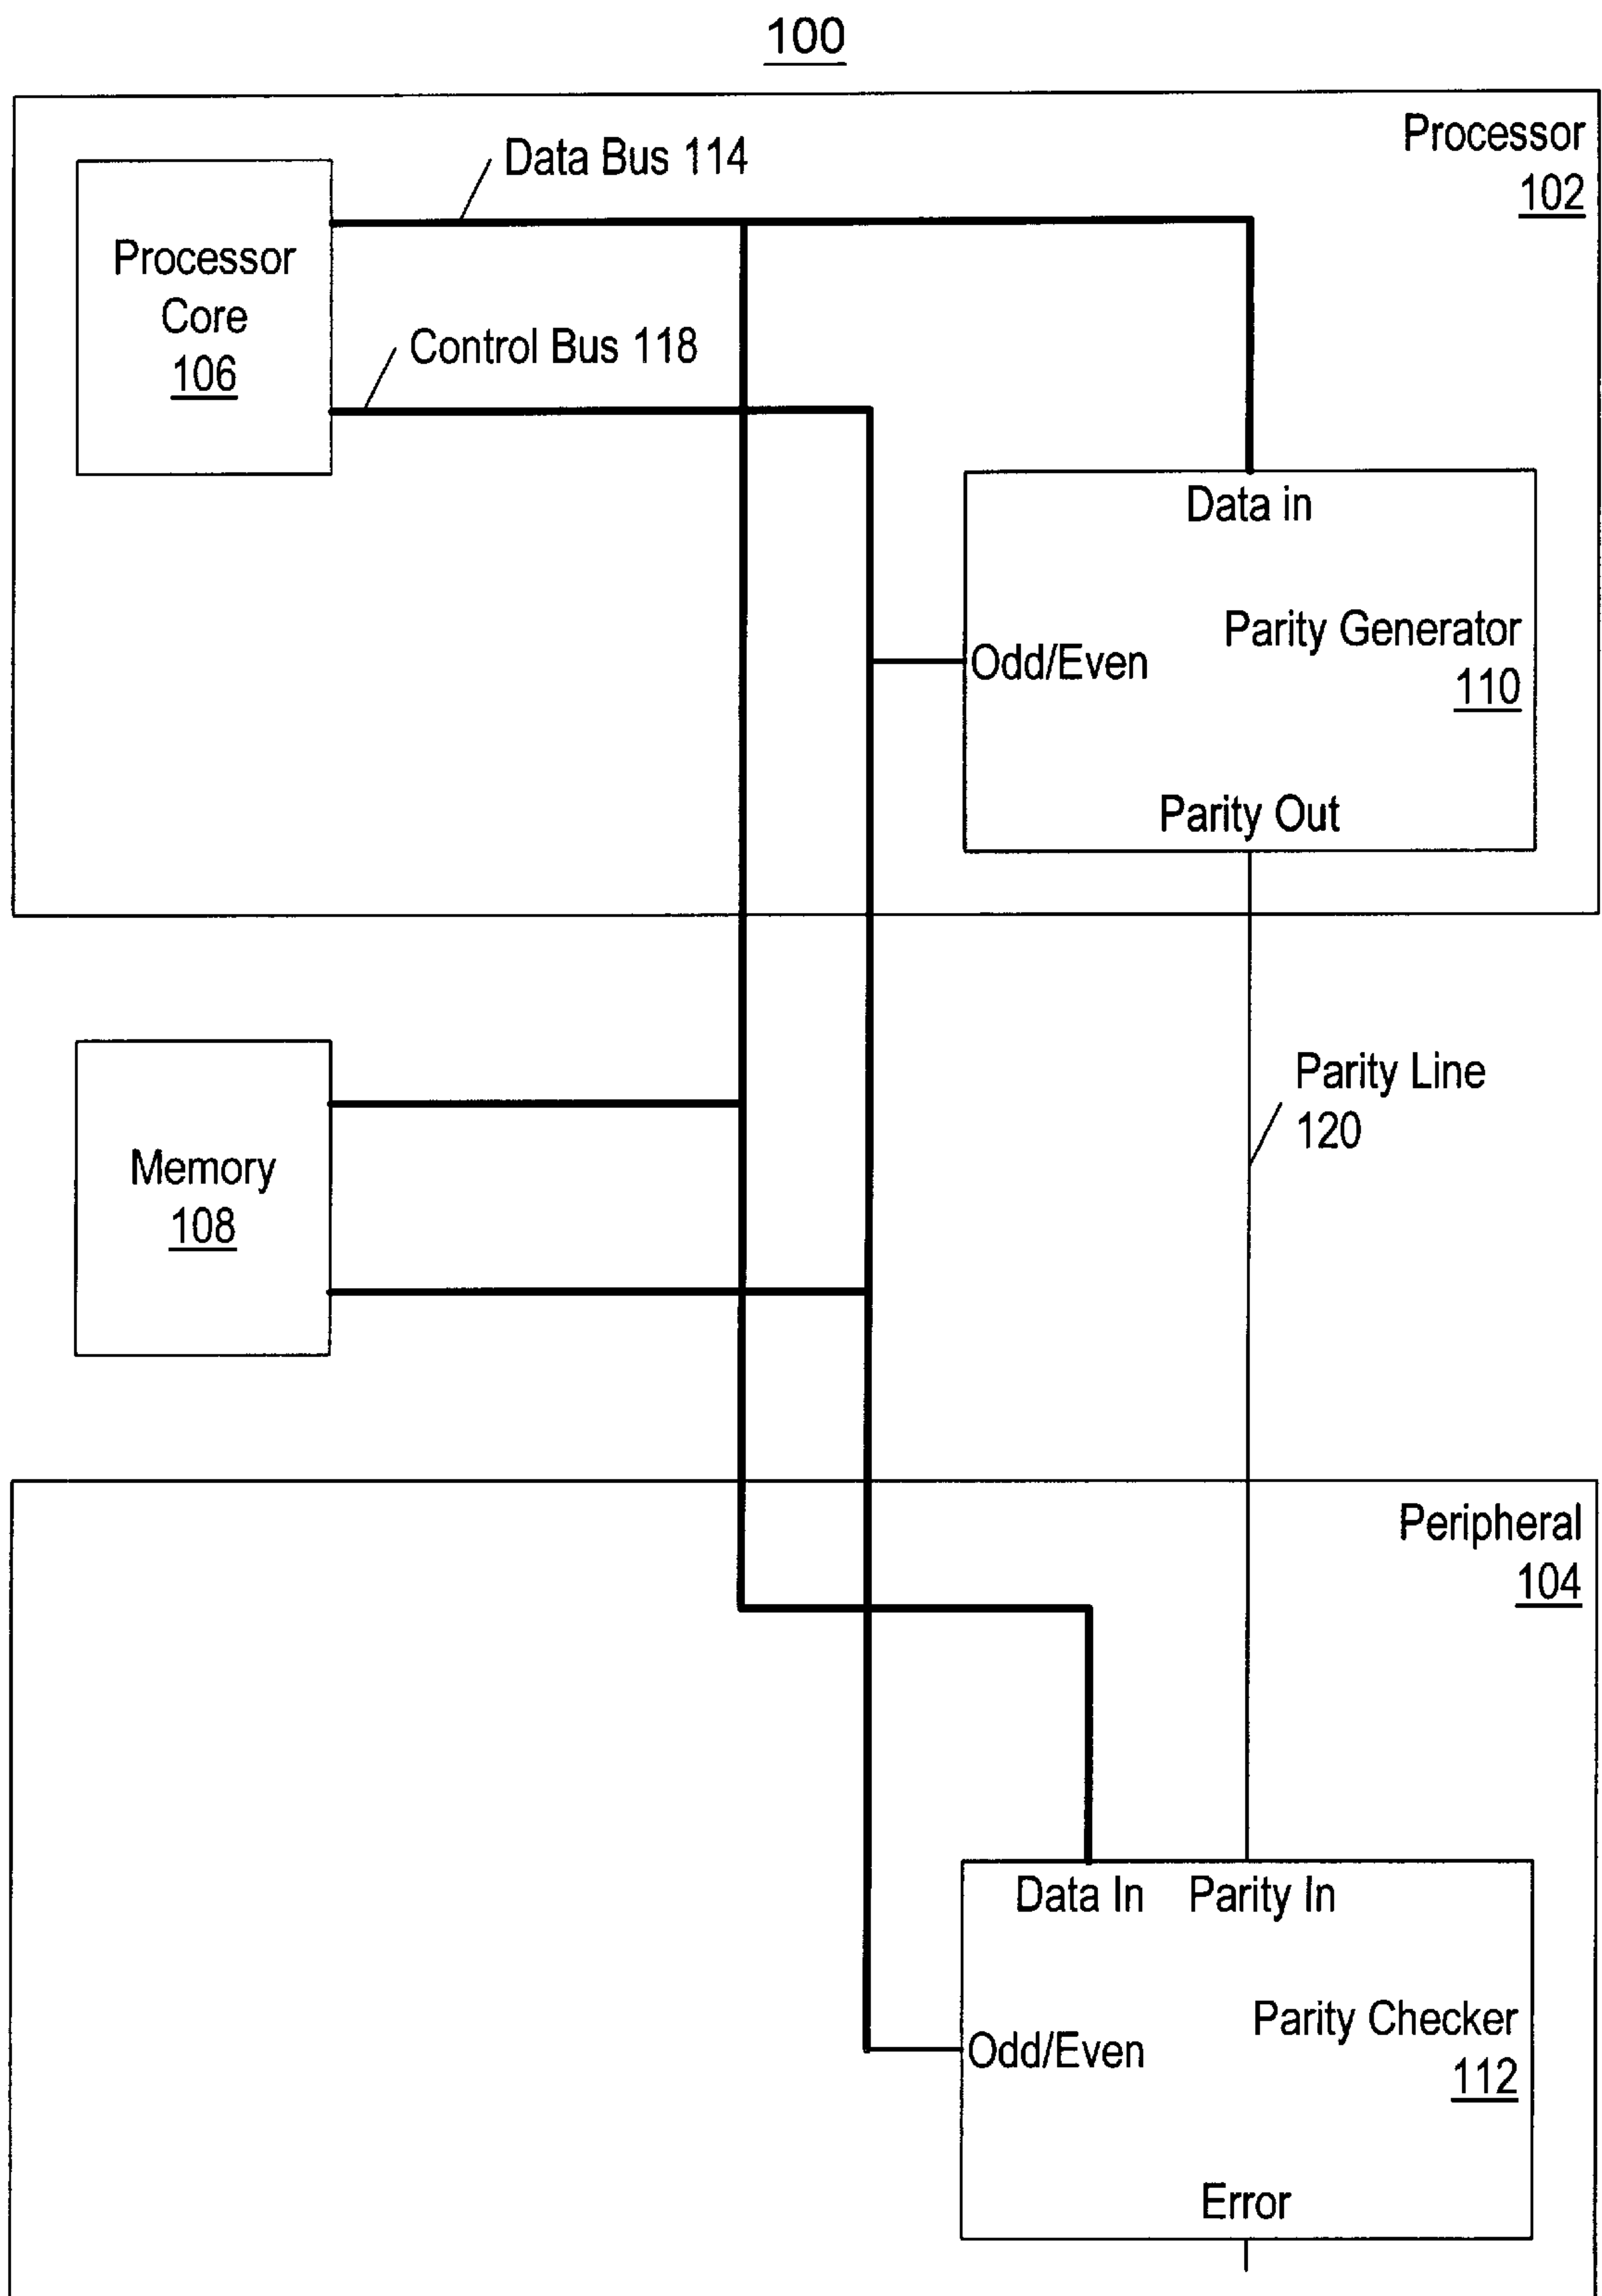 100
Processor
102
Data Bus 114
Processor
Core
106
Control Bus 118
Data in
Parity Generator
110
Odd/Even
Parity Out
Parity Line
120
Memory
108
Peripheral
104
Data In Parity In
Parity Checker
112
Odd/Even
Error